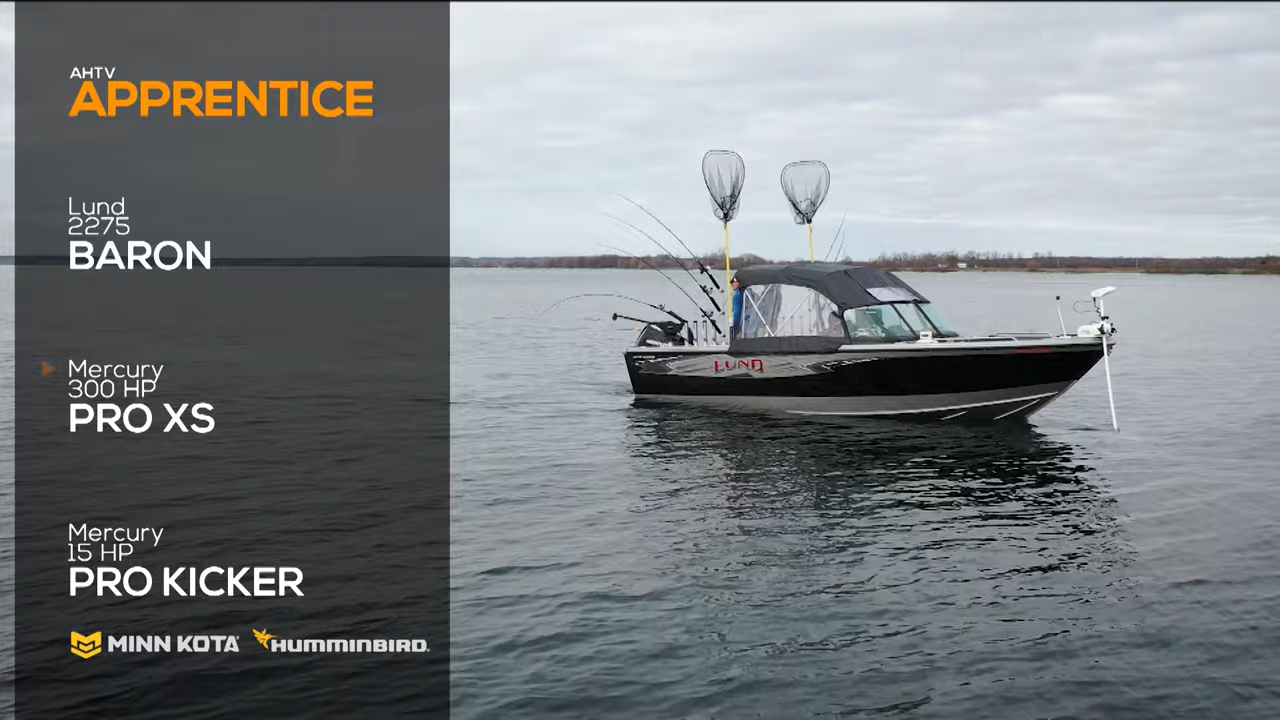 AHTV
APPRENTICE
Lund
2275
BARON
Mercury
300 HP
PRO XS
Mercury
15 HP
PRO KICKER
MINN KOTA
HUMMINBIRD
LUND